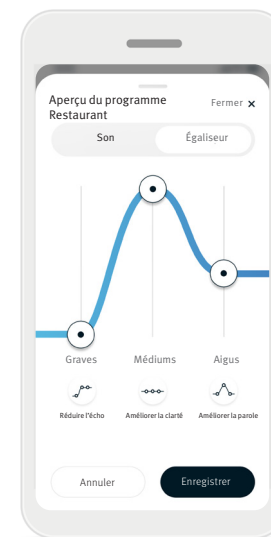 Aperçu du programme
Restaurant
Fermer ×
Son Égaliseur
Graves Médiums Aigus
Réduire l'écho Améliorer la clarté Améliorer la parole
Annuler Enregistrer